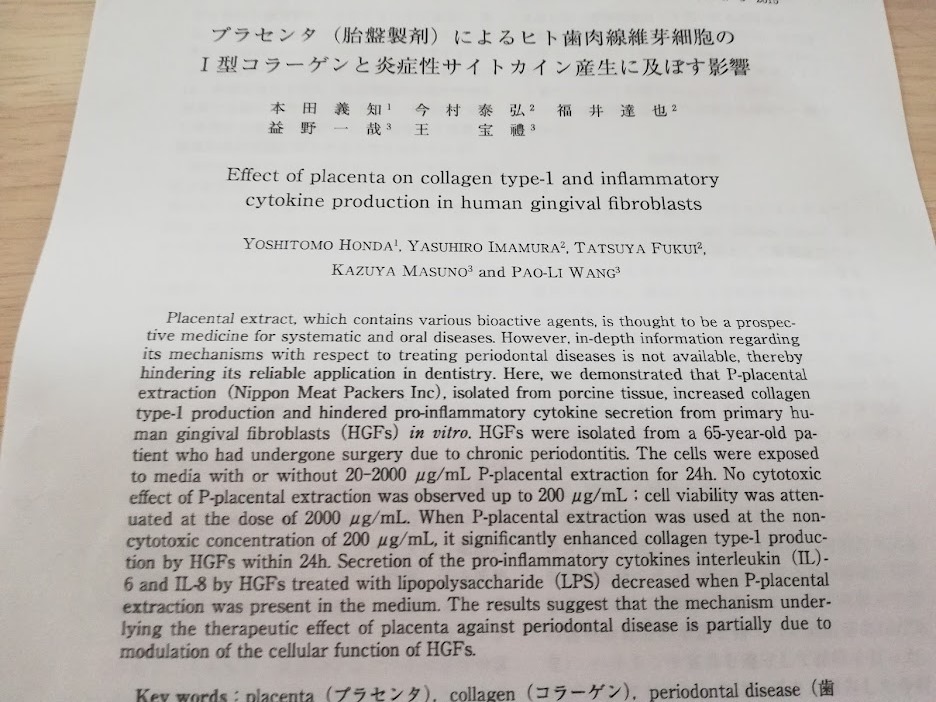 プラセンタ（胎盤製剤）によるヒト歯肉線維芽細胞の
I 型コラーゲンと炎症性サイトカイン産生に及ぼす影響
本田義知¹ 今村泰弘² 福井達也²
益野一哉³ 王 宝禮³
Effect of placenta on collagen type-1 and inflammatory
cytokine production in human gingival fibroblasts
YOSHITOMO HONDA¹, YASUHIRO IMAMURA², TATSUYA FUKUI²,
KAZUYA MASUNO³ and PAO-LI WANG³
Placental extract, which contains various bioactive agents, is thought to be a prospec-
tive medicine for systematic and oral diseases. However, in-depth information regarding
its mechanisms with respect to treating periodontal diseases is not available, thereby
hindering its reliable application in dentistry. Here, we demonstrated that P-placental
extraction (Nippon Meat Packers Inc), isolated from porcine tissue, increased collagen
type-1 production and hindered pro-inflammatory cytokine secretion from primary hu-
man gingival fibroblasts (HGFs) in vitro. HGFs were isolated from a 65-year-old pa-
tient who had undergone surgery due to chronic periodontitis. The cells were exposed
to media with or without 20-2000 μg/mL P-placental extraction for 24h. No cytotoxic
effect of P-placental extraction was observed up to 200 μg/mL : cell viability was atten-
uated at the dose of 2000 μg/mL. When P-placental extraction was used at the non-
cytotoxic concentration of 200 μg/mL, it significantly enhanced collagen type-1 produc-
tion by HGFs within 24h. Secretion of the pro-inflammatory cytokines interleukin (IL)-
6 and IL-8 by HGFs treated with lipopolysaccharide (LPS) decreased when P-placental
extraction was present in the medium. The results suggest that the mechanism under-
lying the therapeutic effect of placenta against periodontal disease is partially due to
modulation of the cellular function of HGFs.
Key words : placenta (プラセンタ), collagen (コラーゲン), periodontal disease (歯